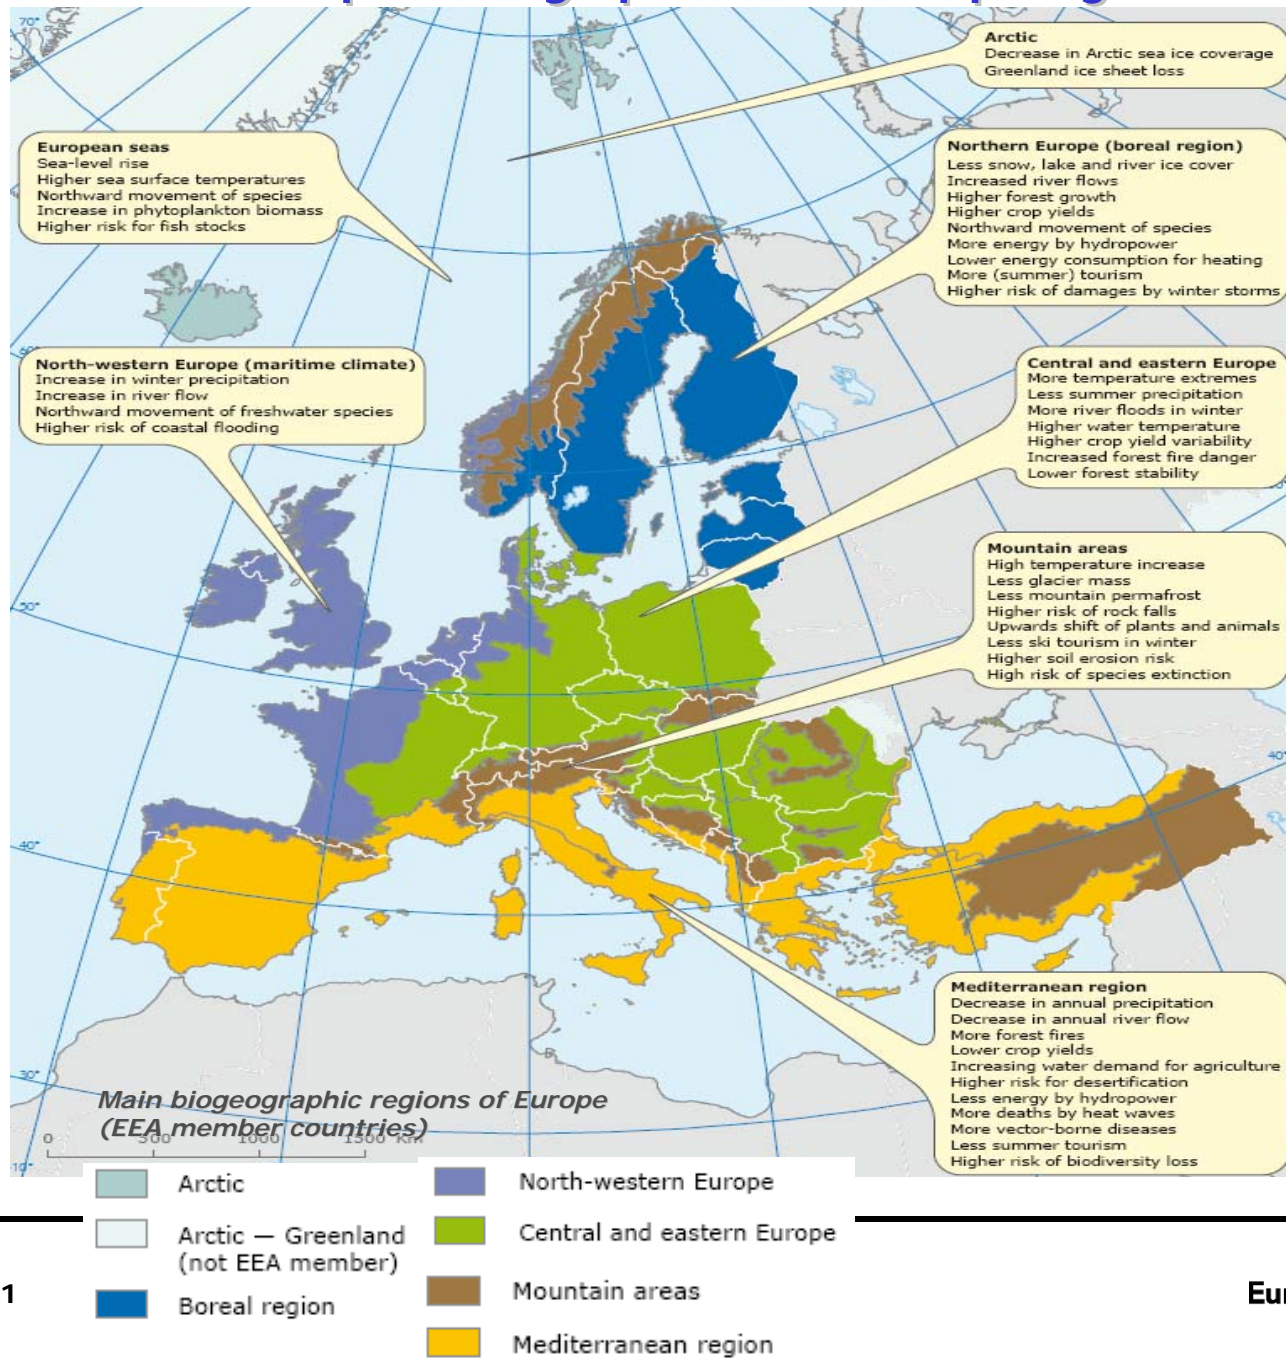 70°
Arctic
Decrease in Arctic sea ice coverage
Greenland ice sheet loss
European seas
Sea-level rise
Higher sea surface temperatures
Northward movement of species
Increase in phytoplankton biomass
Higher risk for fish stocks
Northern Europe (boreal region)
Less snow, lake and river ice cover
Increased river flows
Higher forest growth
Higher crop yields
Northward movement of species
More energy by hydropower
Lower energy consumption for heating
More (summer) tourism
Higher risk of damages by winter storms
North-western Europe (maritime climate)
Increase in winter precipitation
Increase in river flow
Northward movement of freshwater species
Higher risk of coastal flooding
Central and eastern Europe
More temperature extremes
Less summer precipitation
More river floods in winter
Higher water temperature
Higher crop yield variability
Increased forest fire danger
Lower forest stability
Mountain areas
High temperature increase
Less glacier mass
Less mountain permafrost
Higher risk of rock falls
Upwards shift of plants and animals
Less ski tourism in winter
Higher soil erosion risk
High risk of species extinction
50°
40°
40°
Mediterranean region
Decrease in annual precipitation
Decrease in annual river flow
More forest fires
Lower crop yields
Increasing water demand for agriculture
Higher risk for desertification
Less energy by hydropower
More deaths by heat waves
More vector-borne diseases
Less summer tourism
Higher risk of biodiversity loss
30°
Main biogeographic regions of Europe
(EEA member countries)
0 500 1000 1500 km
10°
Arctic
Arctic — Greenland
(not EEA member)
Boreal region
North-western Europe
Central and eastern Europe
Mountain areas
Mediterranean region
1